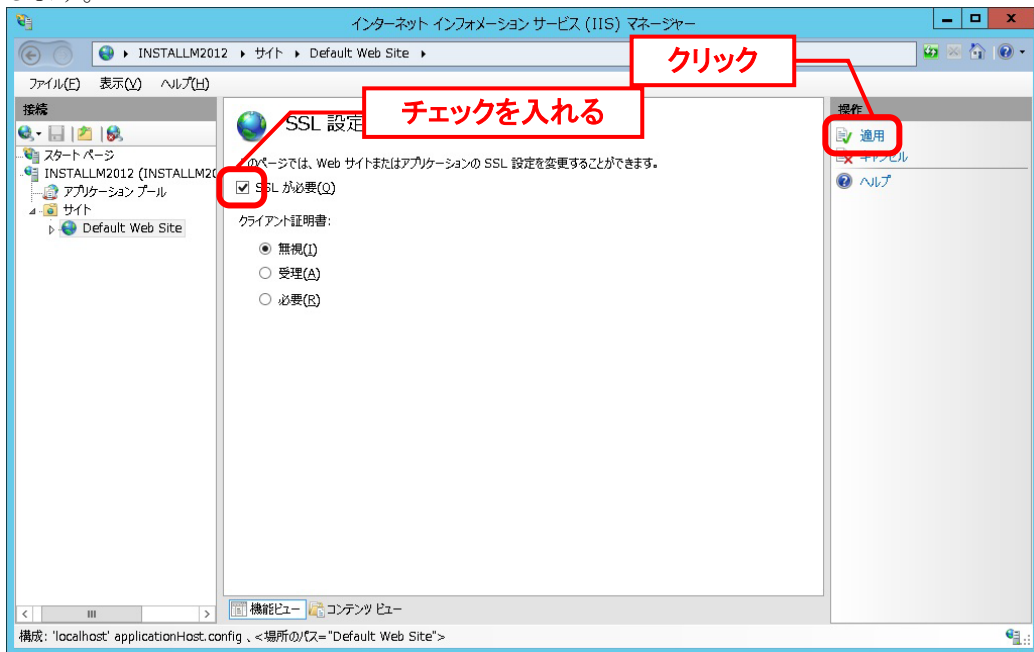 します。
インターネット インフォメーション サービス (IIS) マネージャー
INSTALLM2012 ▸ サイト ▸ Default Web Site ▸
クリック
ファイル(F) 表示(V) ヘルプ(H)
接続
スタート ページ
INSTALLM2012 (INSTALLM20
アプリケーション プール
サイト
Default Web Site
チェックを入れる
SSL 設定
このページでは、Web サイトまたはアプリケーションの SSL 設定を変更することができます。
SSL が必要(Q)
クライアント証明書:
無視(I)
受理(A)
必要(R)
操作
適用
キャンセル
ヘルプ
機能ビュー コンテンツ ビュー
構成: 'localhost' applicationHost.config 、<場所のパス="Default Web Site">